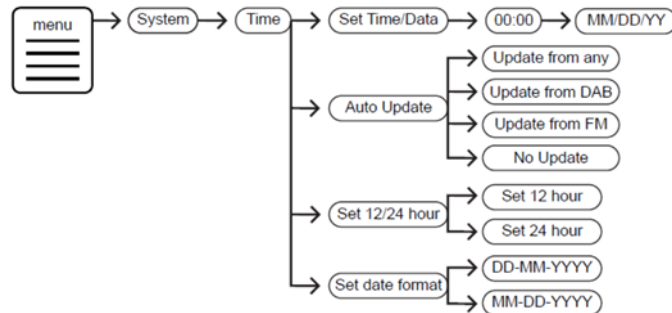 menu
System
Time
Set Time/Data
00:00
MM/DD/YY
Auto Update
Update from any
Update from DAB
Update from FM
No Update
Set 12/24 hour
Set 12 hour
Set 24 hour
Set date format
DD-MM-YYYY
MM-DD-YYYY